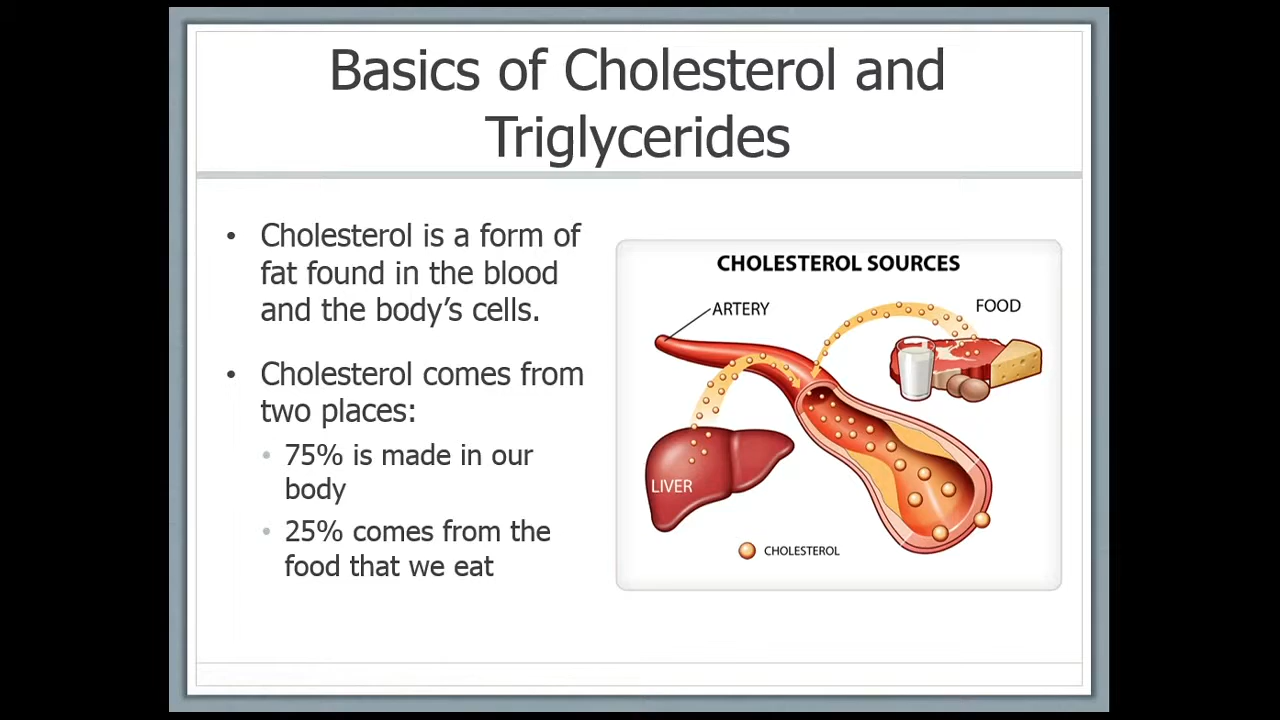 Basics of Cholesterol and
Triglycerides
• Cholesterol is a form of
fat found in the blood
and the body's cells.
• Cholesterol comes from
two places:
• 75% is made in our
body
• 25% comes from the
food that we eat
CHOLESTEROL SOURCES
ARTERY
FOOD
LIVER
CHOLESTEROL